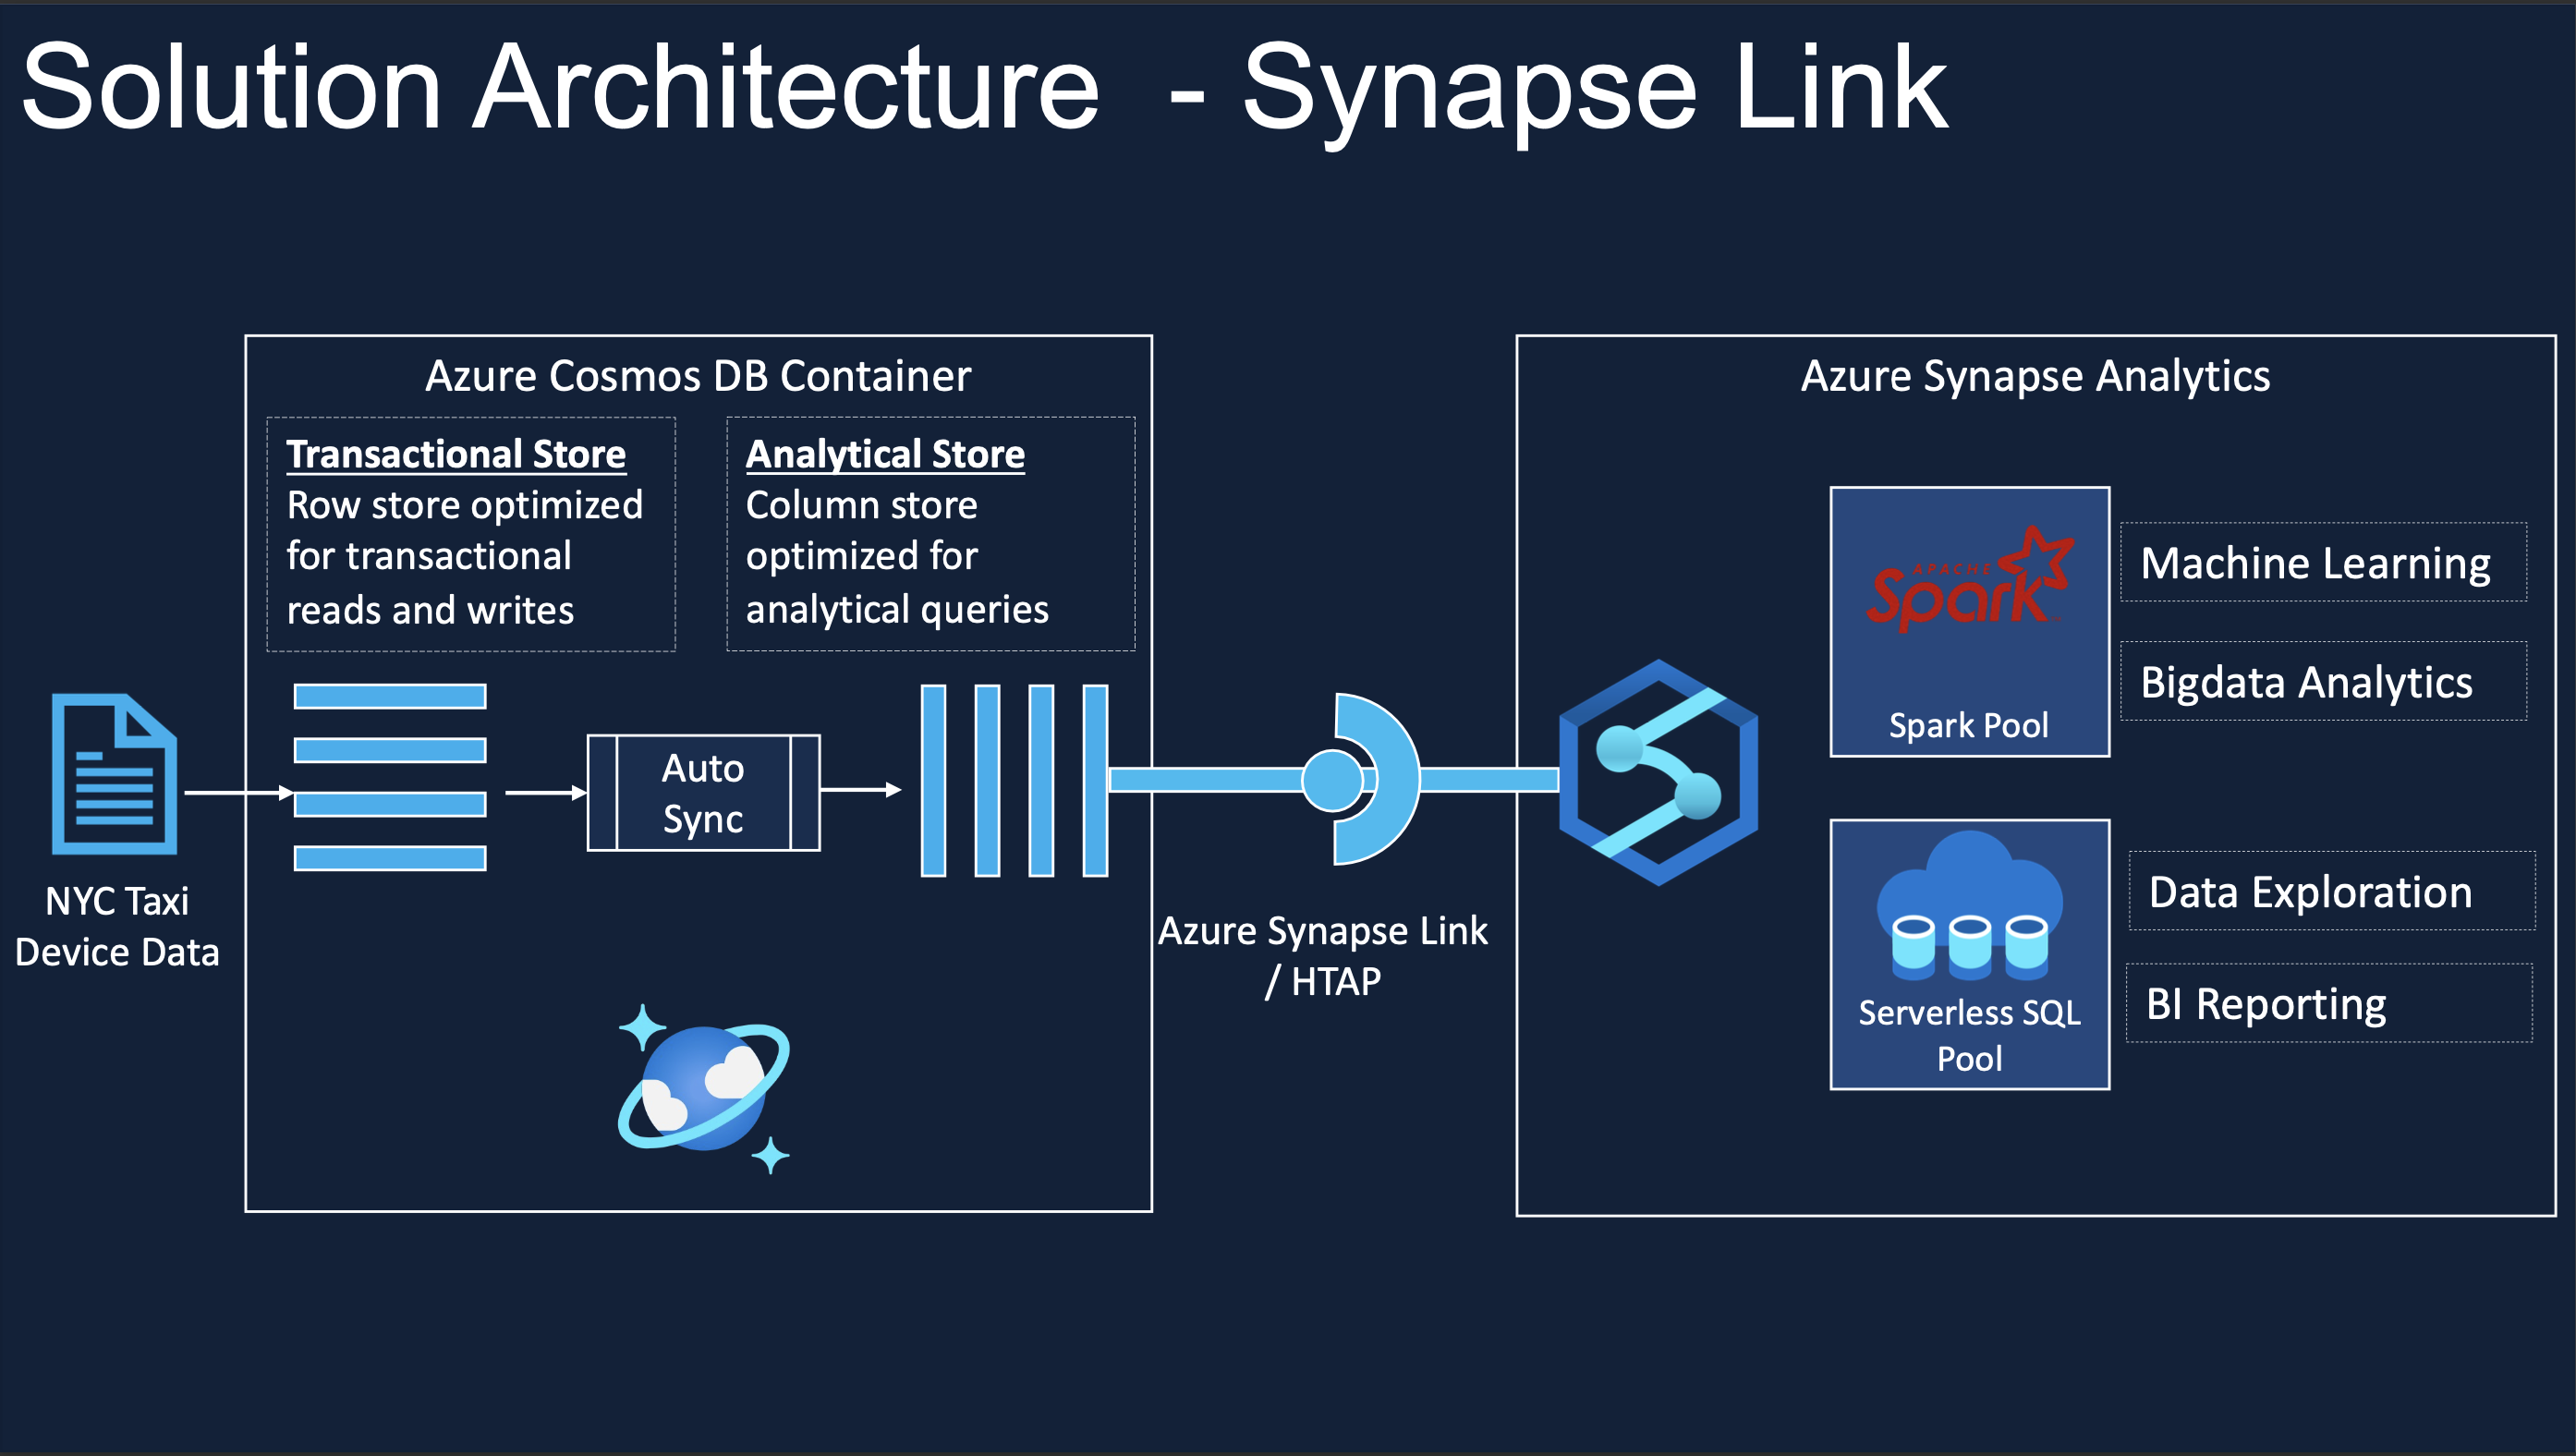 Solution Architecture - Synapse Link
Azure Cosmos DB Container
Transactional Store
Row store optimized
for transactional
reads and writes
Analytical Store
Column store
optimized for
analytical queries
NYC Taxi
Device Data
Auto
Sync
Azure Synapse Link
/ HTAP
Azure Synapse Analytics
APACHE
Spark
Spark Pool
Machine Learning
Bigdata Analytics
Serverless SQL
Pool
Data Exploration
BI Reporting